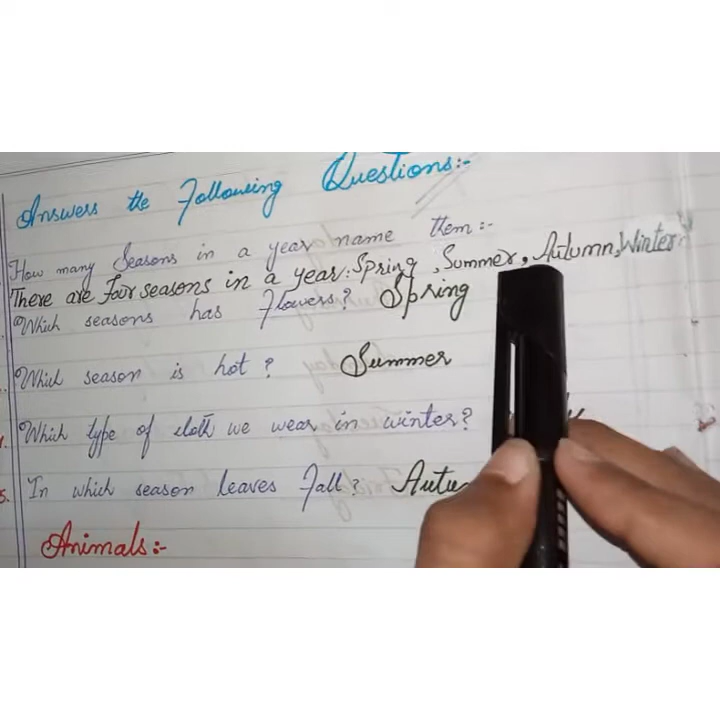 Answers the Following Questions:-
How many Seasons in a year name them:-
There are Four seasons in a year: Spring, Summer, Autumn, Winter
Which seasons has Flowers? Spring
Which season is hot? Summer
Which type of cloth we wear in winter?
5. In which season leaves Fall? Autu
Animals:-